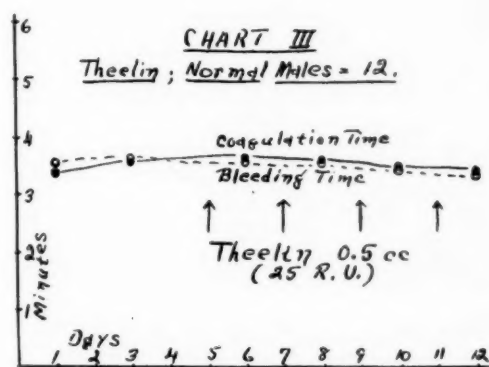 CHART III
Theelin ; Normal Males = 12.
Coagulation Time
Bleeding Time
Theelin 0.5 cc
( 25 R. U. )
Minutes
6
5
4
3
2
1
Days
1 2 3 4 5 6 7 8 9 10 11 12